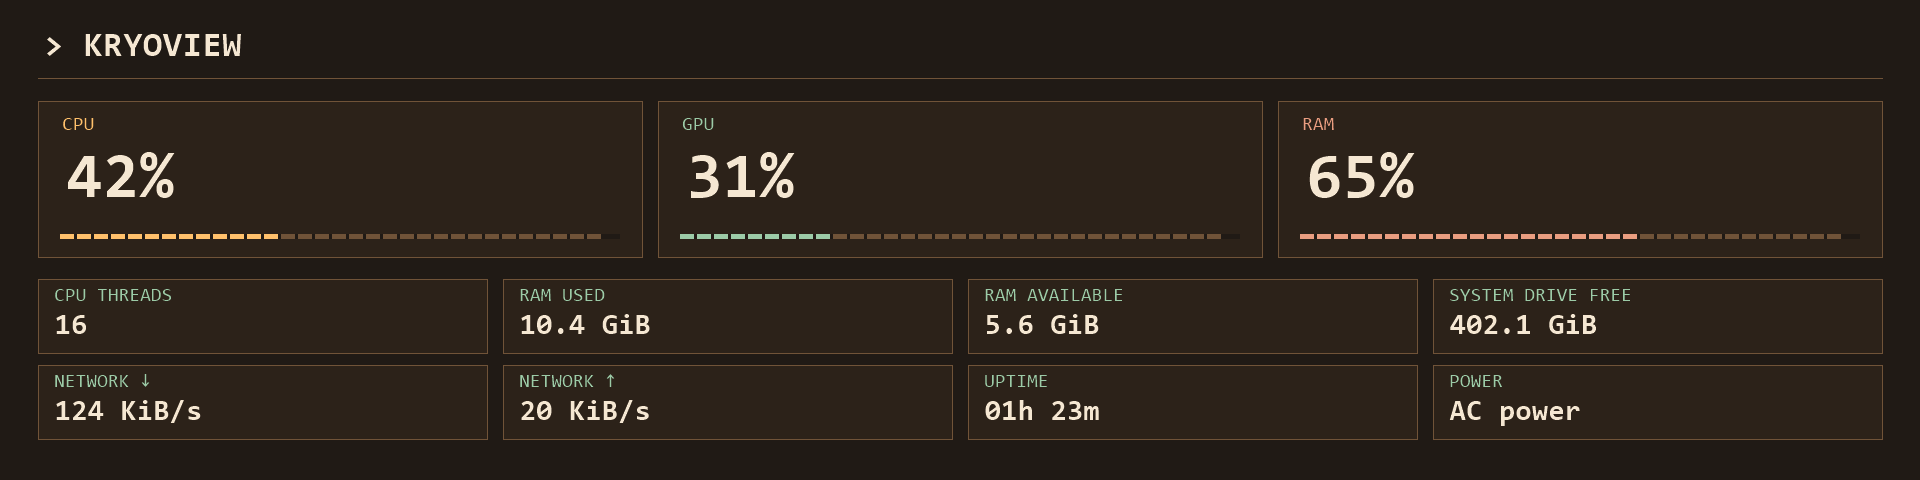 > KRYOVIEW
CPU
42%
GPU
31%
RAM
65%
CPU THREADS
16
RAM USED
10.4 GiB
RAM AVAILABLE
5.6 GiB
SYSTEM DRIVE FREE
402.1 GiB
NETWORK ↓
124 KiB/s
NETWORK ↑
20 KiB/s
UPTIME
01h 23m
POWER
AC power